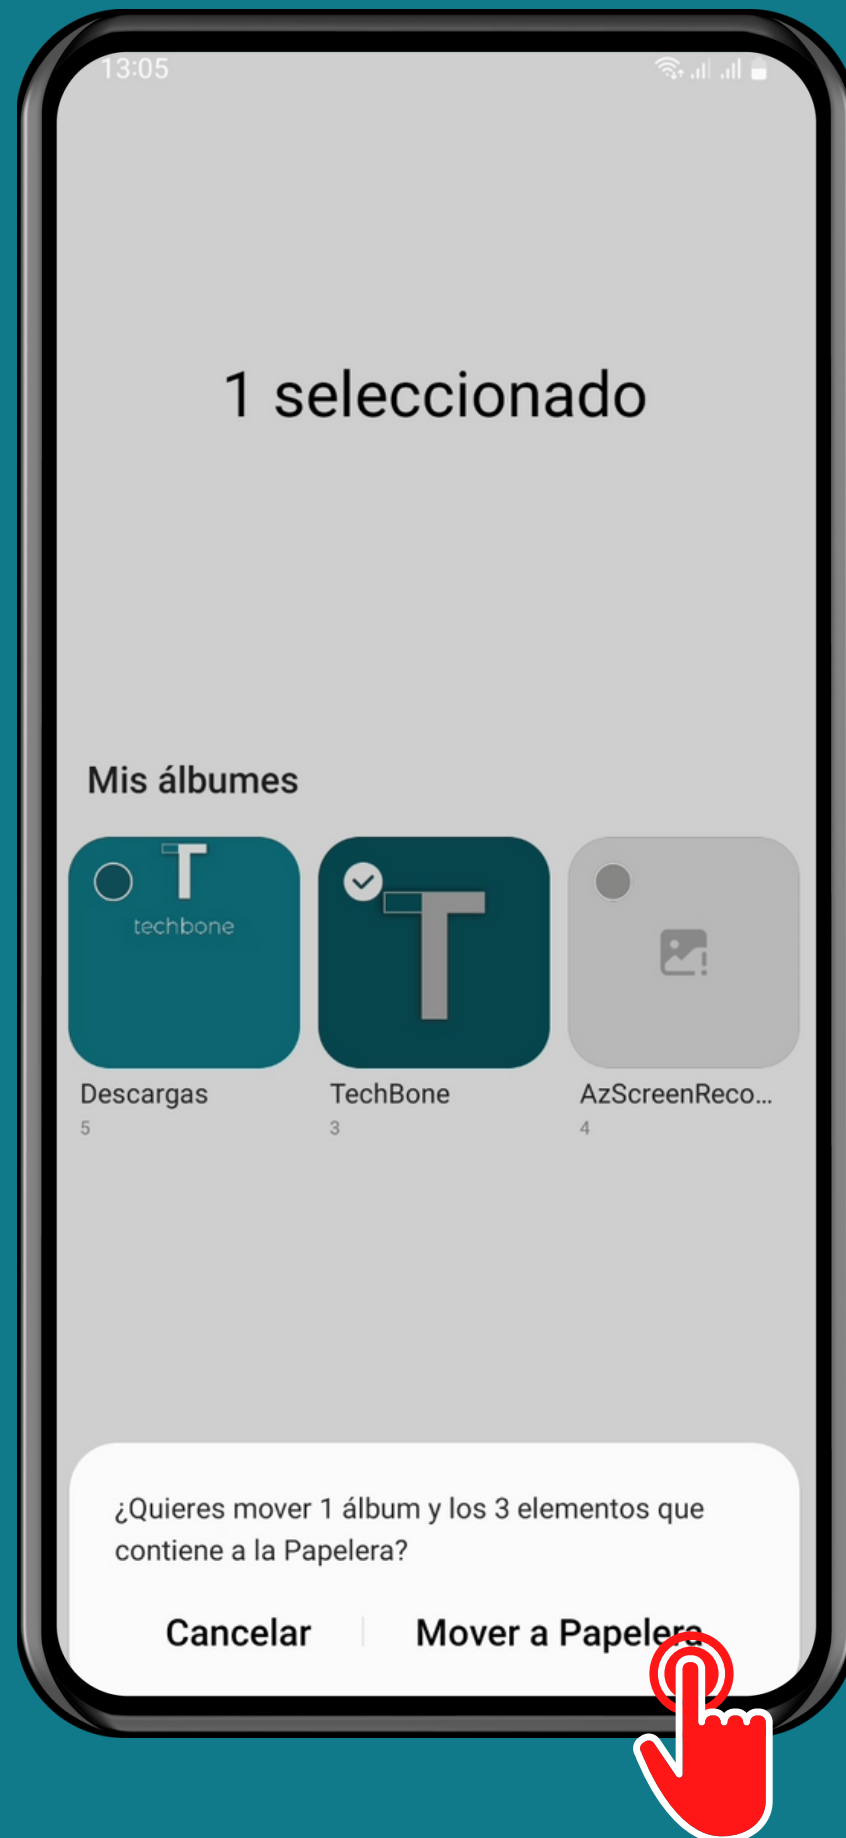 13:05
1 seleccionado
Mis álbumes
T
techbone
T
Descargas
TechBone
AzScreenReco...
5
3
4
¿Quieres mover 1 álbum y los 3 elementos que
contiene a la Papelera?
Cancelar
Mover a Papelera